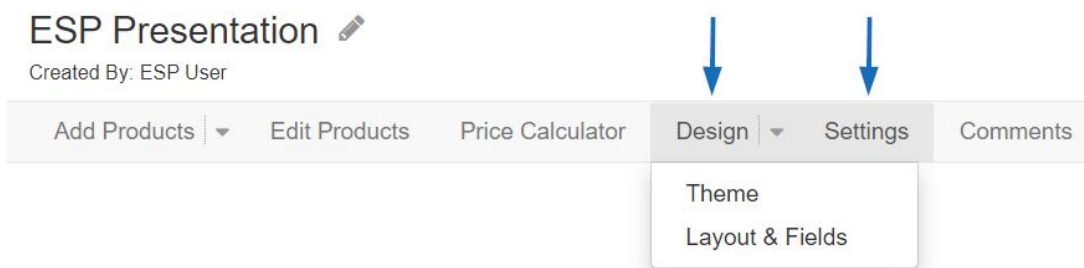 ESP Presentation
Created By: ESP User
Add Products Edit Products Price Calculator Design Settings Comments
Theme
Layout & Fields